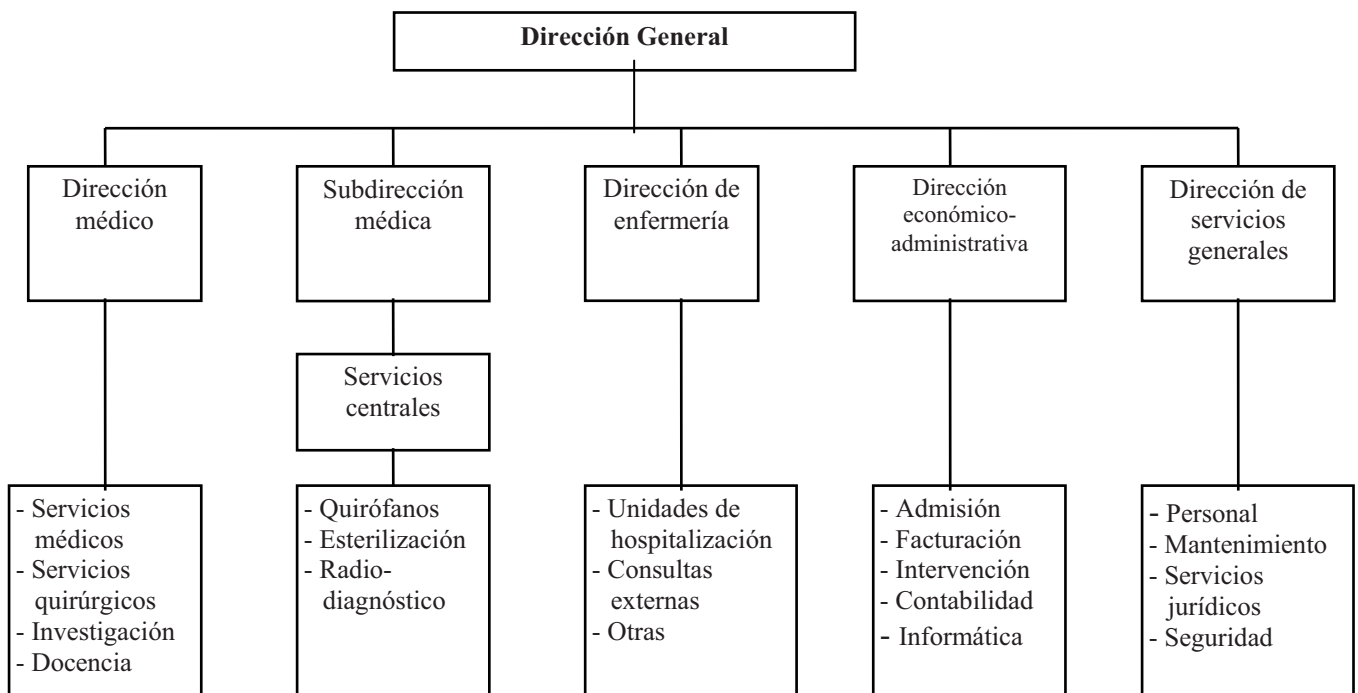 Dirección General
Dirección
médico
Subdirección
médica
Dirección de
enfermería
Dirección
económico-
administrativa
Dirección de
servicios
generales
Servicios
centrales
- Servicios
médicos
- Servicios
quirúrgicos
- Investigación
- Docencia
- Quirófanos
- Esterilización
- Radio-
diagnóstico
- Unidades de
hospitalización
- Consultas
externas
- Otras
- Admisión
- Facturación
- Intervención
- Contabilidad
- Informática
- Personal
- Mantenimiento
- Servicios
jurídicos
- Seguridad